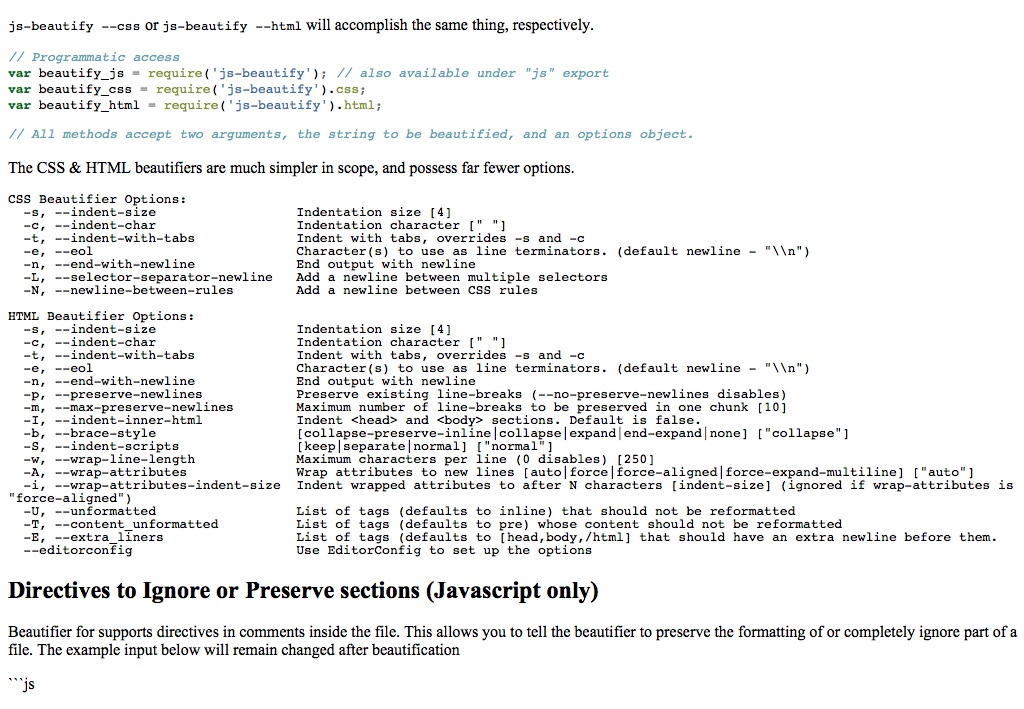 js-beautify --css or js-beautify --html will accomplish the same thing, respectively.
// Programmatic access
var beautify_js = require('js-beautify'); // also available under "js" export
var beautify_css = require('js-beautify').css;
var beautify_html = require('js-beautify').html;
// All methods accept two arguments, the string to be beautified, and an options object.
The CSS & HTML beautifiers are much simpler in scope, and possess far fewer options.
CSS Beautifier Options:
  -s, --indent-size                  Indentation size [4]
  -c, --indent-char                  Indentation character [" "]
  -t, --indent-with-tabs             Indent with tabs, overrides -s and -c
  -e, --eol                          Character(s) to use as line terminators. (default newline - "\\n")
  -n, --end-with-newline             End output with newline
  -L, --selector-separator-newline   Add a newline between multiple selectors
  -N, --newline-between-rules        Add a newline between CSS rules
HTML Beautifier Options:
  -s, --indent-size                  Indentation size [4]
  -c, --indent-char                  Indentation character [" "]
  -t, --indent-with-tabs             Indent with tabs, overrides -s and -c
  -e, --eol                          Character(s) to use as line terminators. (default newline - "\\n")
  -n, --end-with-newline             End output with newline
  -p, --preserve-newlines            Preserve existing line-breaks (--no-preserve-newlines disables)
  -m, --max-preserve-newlines        Maximum number of line-breaks to be preserved in one chunk [10]
  -I, --indent-inner-html            Indent <head> and <body> sections. Default is false.
  -b, --brace-style                  [collapse-preserve-inline|collapse|expand|end-expand|none] ["collapse"]
  -S, --indent-scripts               [keep|separate|normal] ["normal"]
  -w, --wrap-line-length             Maximum characters per line (0 disables) [250]
  -A, --wrap-attributes              Wrap attributes to new lines [auto|force|force-aligned|force-expand-multiline] ["auto"]
  -i, --wrap-attributes-indent-size  Indent wrapped attributes to after N characters [indent-size] (ignored if wrap-attributes is
"force-aligned")
  -U, --unformatted                  List of tags (defaults to inline) that should not be reformatted
  -T, --content_unformatted          List of tags (defaults to pre) whose content should not be reformatted
  -E, --extra_liners                 List of tags (defaults to [head,body,/html] that should have an extra newline before them.
  --editorconfig                     Use EditorConfig to set up the options
Directives to Ignore or Preserve sections (Javascript only)
Beautifier for supports directives in comments inside the file. This allows you to tell the beautifier to preserve the formatting of or completely ignore part of a
file. The example input below will remain changed after beautification
```js